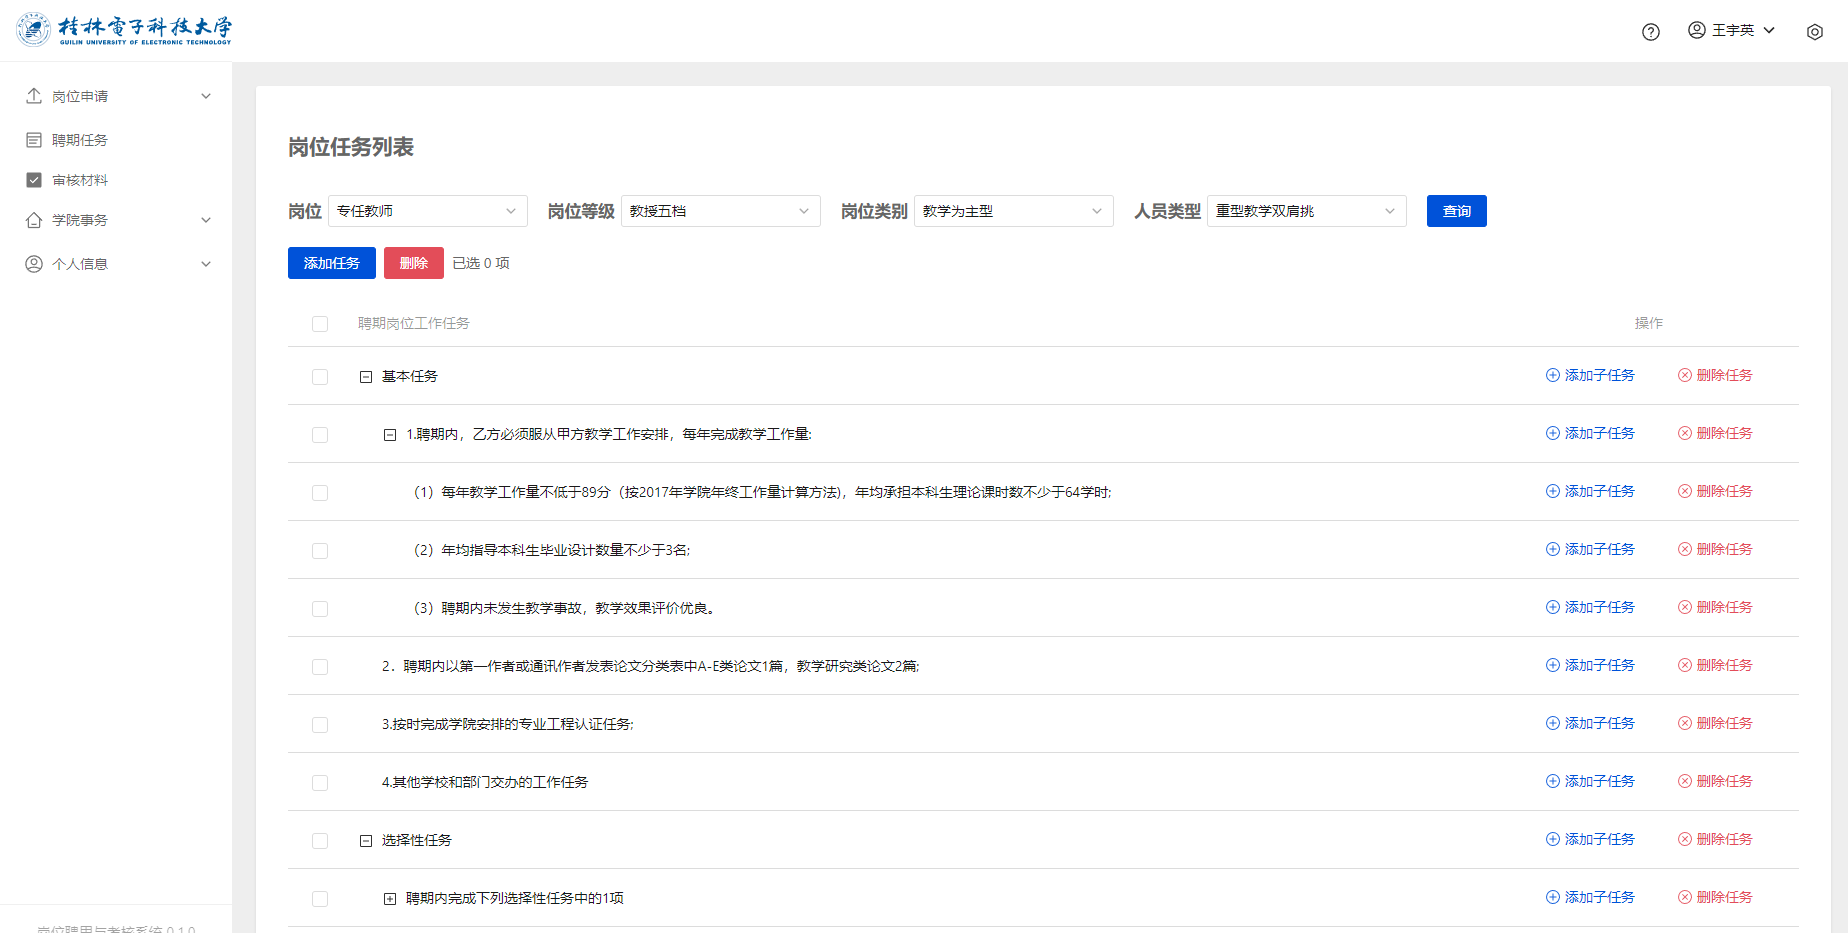 桂林電子科技大学
GUILIN UNIVERSITY OF ELECTRONIC TECHNOLOGY
王宇英
岗位申请
聘期任务
审核材料
学院事务
个人信息
岗位任务列表
岗位 专任教师 岗位等级 教授五档 岗位类别 教学为主型 人员类型 重型教学双肩挑 查询
添加任务 删除 已选 0 项
聘期岗位工作任务 操作
基本任务 添加子任务 删除任务
1.聘期内，乙方必须服从甲方教学工作安排，每年完成教学工作量: 添加子任务 删除任务
（1）每年教学工作量不低于89分（按2017年学院年终工作量计算方法)，年均承担本科生理论课时数不少于64学时; 添加子任务 删除任务
（2）年均指导本科生毕业设计数量不少于3名; 添加子任务 删除任务
（3）聘期内未发生教学事故，教学效果评价优良。 添加子任务 删除任务
2．聘期内以第一作者或通讯作者发表论文分类表中A-E类论文1篇，教学研究类论文2篇; 添加子任务 删除任务
3.按时完成学院安排的专业工程认证任务; 添加子任务 删除任务
4.其他学校和部门交办的工作任务 添加子任务 删除任务
选择性任务 添加子任务 删除任务
聘期内完成下列选择性任务中的1项 添加子任务 删除任务
岗位聘用与考核系统 0.1.0